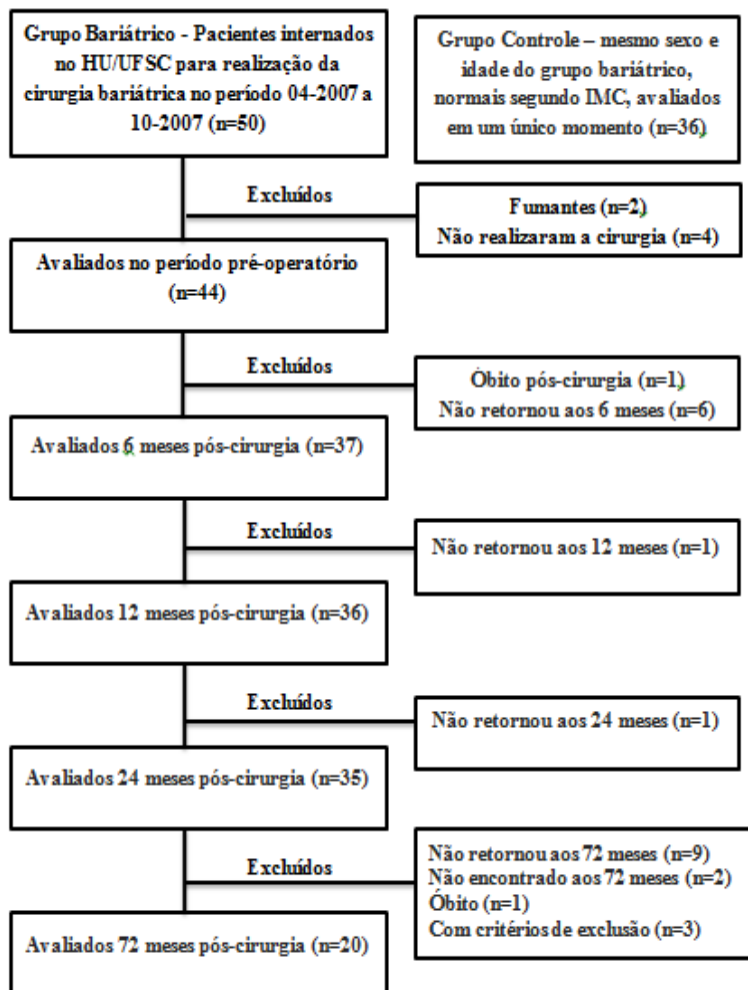 Grupo Bariátrico - Pacientes internados
no HU/UFSC para realização da
cirurgia bariátrica no período 04-2007 a
10-2007 (n=50)
Grupo Controle – mesmo sexo e
idade do grupo bariátrico,
normais segundo IMC, avaliados
em um único momento (n=36)
Excluídos
Fumantes (n=2)
Não realizaram a cirurgia (n=4)
Avaliados no período pré-operatório
(n=44)
Excluídos
Óbito pós-cirurgia (n=1)
Não retornou aos 6 meses (n=6)
Avaliados 6 meses pós-cirurgia (n=37)
Excluídos
Não retornou aos 12 meses (n=1)
Avaliados 12 meses pós-cirurgia (n=36)
Excluídos
Não retornou aos 24 meses (n=1)
Avaliados 24 meses pós-cirurgia (n=35)
Excluídos
Não retornou aos 72 meses (n=9)
Não encontrado aos 72 meses (n=2)
Óbito (n=1)
Com critérios de exclusão (n=3)
Avaliados 72 meses pós-cirurgia (n=20)